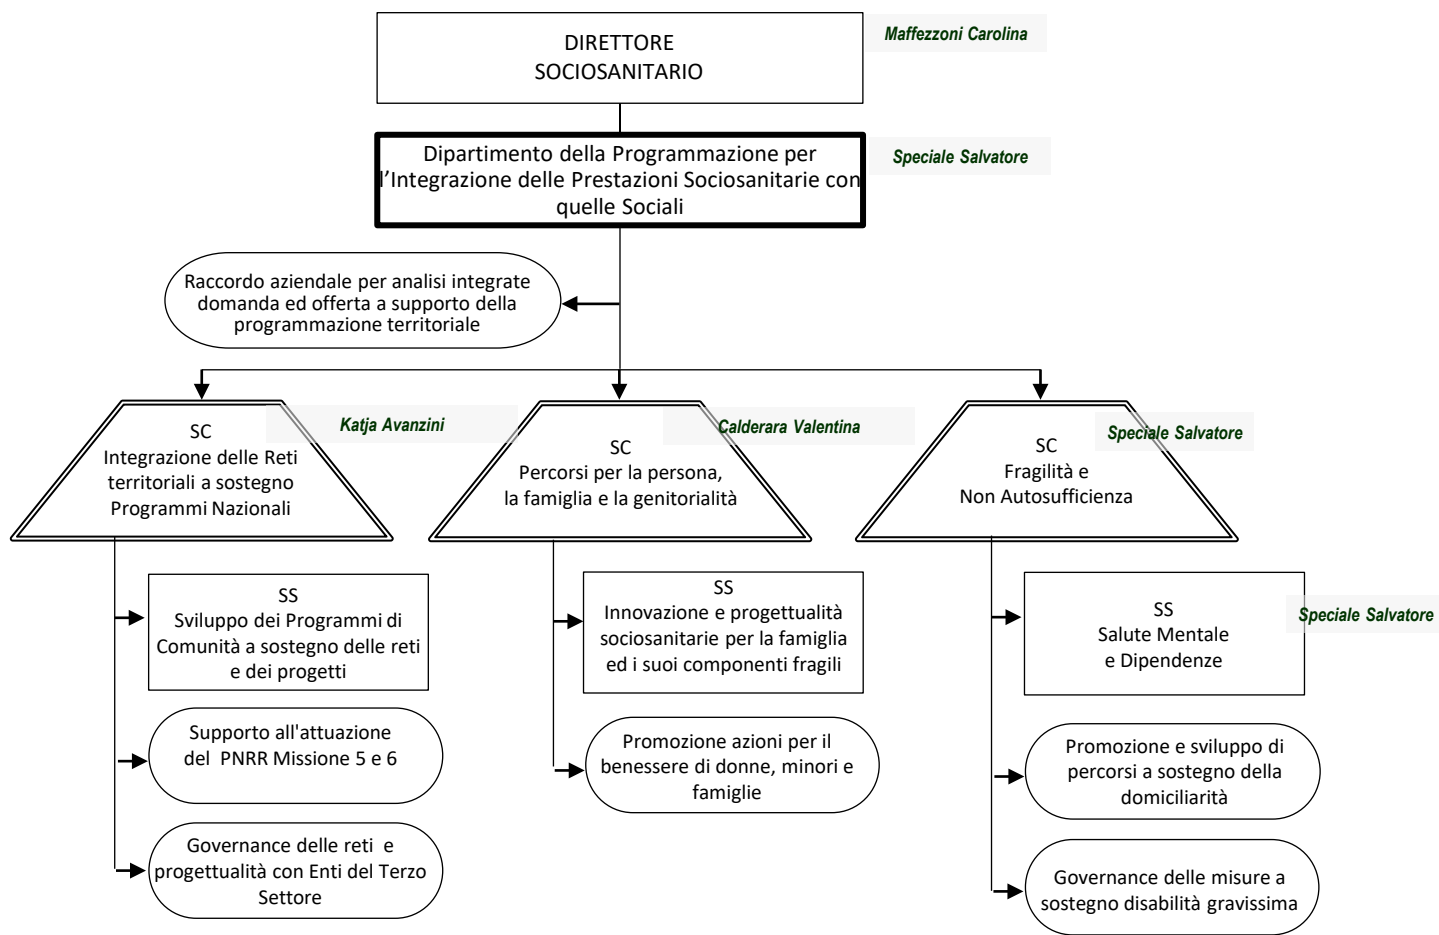 DIRETTORE
SOCIOSANITARIO
Maffezzoni Carolina
Dipartimento della Programmazione per
l'Integrazione delle Prestazioni Sociosanitarie con
quelle Sociali
Speciale Salvatore
Raccordo aziendale per analisi integrate
domanda ed offerta a supporto della
programmazione territoriale
SC
Integrazione delle Reti
territoriali a sostegno
Programmi Nazionali
Katja Avanzini
SC
Percorsi per la persona,
la famiglia e la genitorialità
Calderara Valentina
SC
Fragilità e
Non Autosufficienza
Speciale Salvatore
SS
Sviluppo dei Programmi di
Comunità a sostegno delle reti
e dei progetti
Supporto all'attuazione
del PNRR Missione 5 e 6
Governance delle reti e
progettualità con Enti del Terzo
Settore
SS
Innovazione e progettualità
sociosanitarie per la famiglia
ed i suoi componenti fragili
Promozione azioni per il
benessere di donne, minori e
famiglie
SS
Salute Mentale
e Dipendenze
Speciale Salvatore
Promozione e sviluppo di
percorsi a sostegno della
domiciliarità
Governance delle misure a
sostegno disabilità gravissima